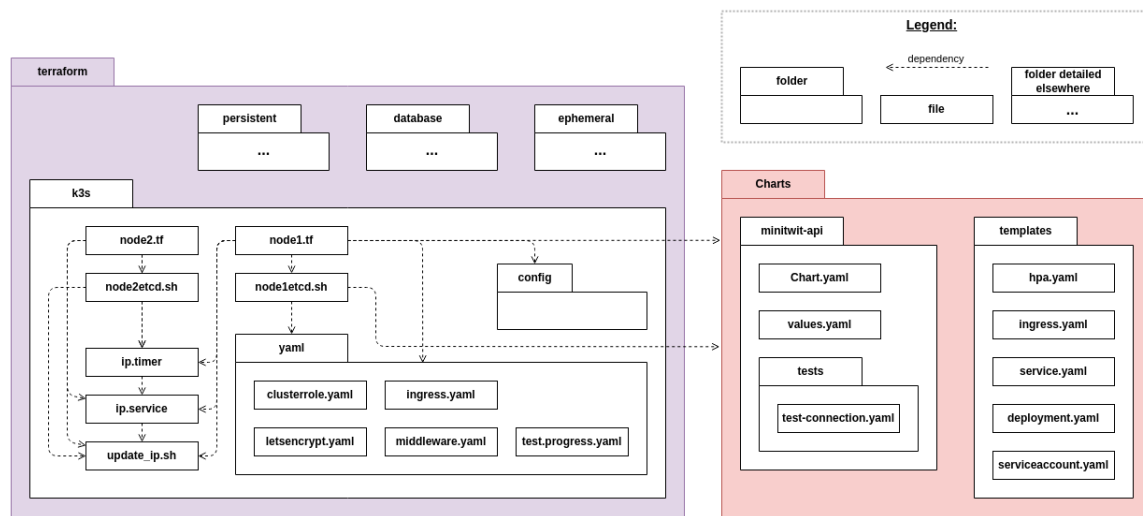 Legend:
dependency
folder
folder detailed
elsewhere
file
...
terraform
persistent
...
database
...
ephemeral
...
k3s
node2.tf
node1.tf
node2etcd.sh
node1etcd.sh
config
ip.timer
yaml
ip.service
clusterrole.yaml
ingress.yaml
update_ip.sh
letsencrypt.yaml
middleware.yaml
test.progress.yaml
Charts
minitwit-api
Chart.yaml
values.yaml
tests
test-connection.yaml
templates
hpa.yaml
ingress.yaml
service.yaml
deployment.yaml
serviceaccount.yaml